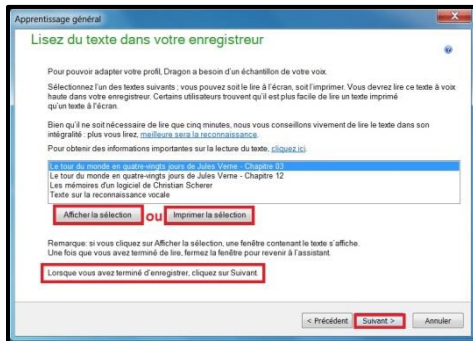 Apprentissage général
Lisez du texte dans votre enregistreur
Pour pouvoir adapter votre profil, Dragon a besoin d'un échantillon de votre voix.
Sélectionnez l'un des textes suivants ; vous pouvez soit le lire à l'écran, soit l'imprimer. Vous devrez lire ce texte à voix
haute dans votre enregistreur. Certains utilisateurs trouvent qu'il est plus facile de lire un texte imprimé
qu'un texte à l'écran.
Bien qu'il ne soit nécessaire de lire que cinq minutes, nous vous conseillons vivement de lire le texte dans son
intégralité : plus vous lirez, meilleure sera la reconnaissance.
Pour obtenir des informations importantes sur la lecture du texte, cliquez ici.
Le tour du monde en quatre-vingts jours de Jules Verne - Chapitre 03
Le tour du monde en quatre-vingts jours de Jules Verne - Chapitre 12
Les mémoires d'un logiciel de Christian Scherer
Texte sur la reconnaissance vocale
Afficher la sélection ou Imprimer la sélection
Remarque: si vous cliquez sur Afficher la sélection, une fenêtre contenant le texte s'affiche.
Une fois que vous avez terminé de lire, fermez la fenêtre pour revenir à l'assistant.
Lorsque vous avez terminé d'enregistrer, cliquez sur Suivant.
< Précédent Suivant > Annuler